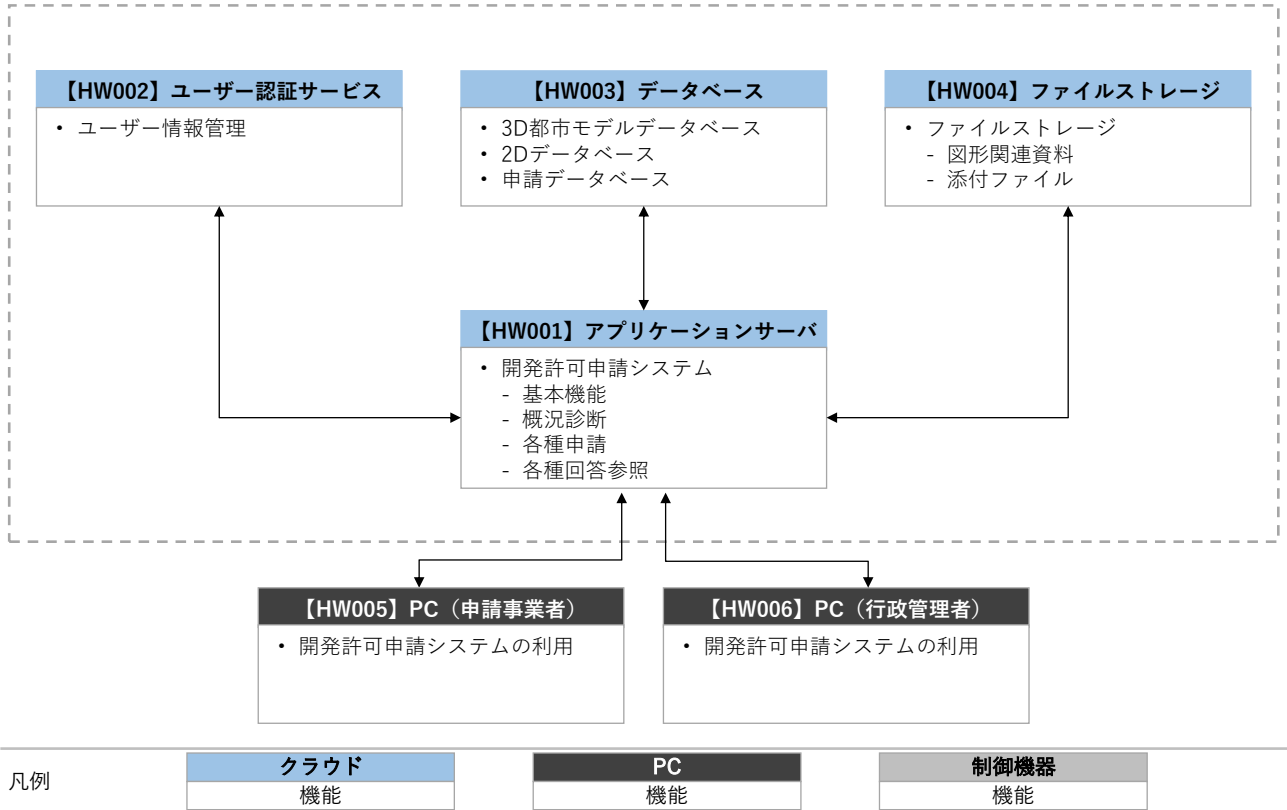 【HW002】ユーザー認証サービス
• ユーザー情報管理
【HW003】データベース
• 3D都市モデルデータベース
• 2Dデータベース
• 申請データベース
【HW004】ファイルストレージ
• ファイルストレージ
- 図形関連資料
- 添付ファイル
【HW001】アプリケーションサーバ
• 開発許可申請システム
- 基本機能
- 概況診断
- 各種申請
- 各種回答参照
【HW005】PC（申請事業者）
• 開発許可申請システムの利用
【HW006】PC（行政管理者）
• 開発許可申請システムの利用
凡例
クラウド
機能
PC
機能
制御機器
機能